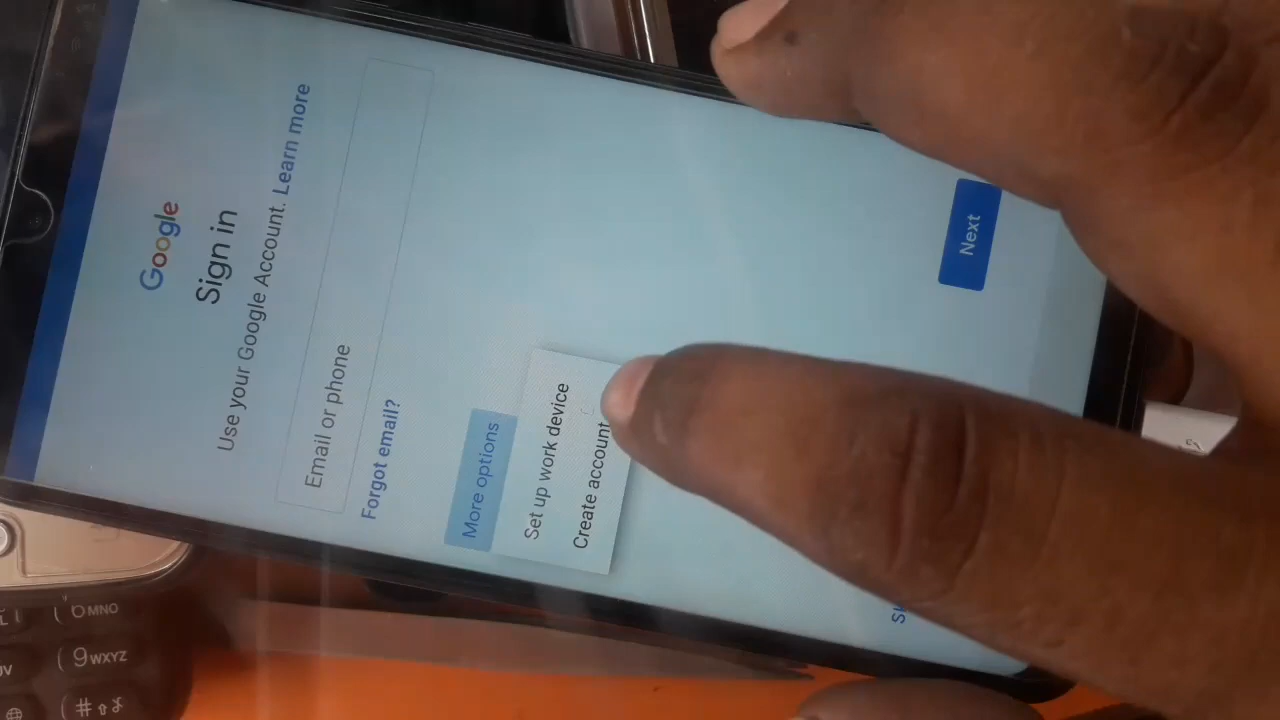 Google
Sign in
Use your Google Account. Learn more
Email or phone
Forgot email?
More options
Set up work device
Create account
Next
6 MNO
9 WXYZ
#